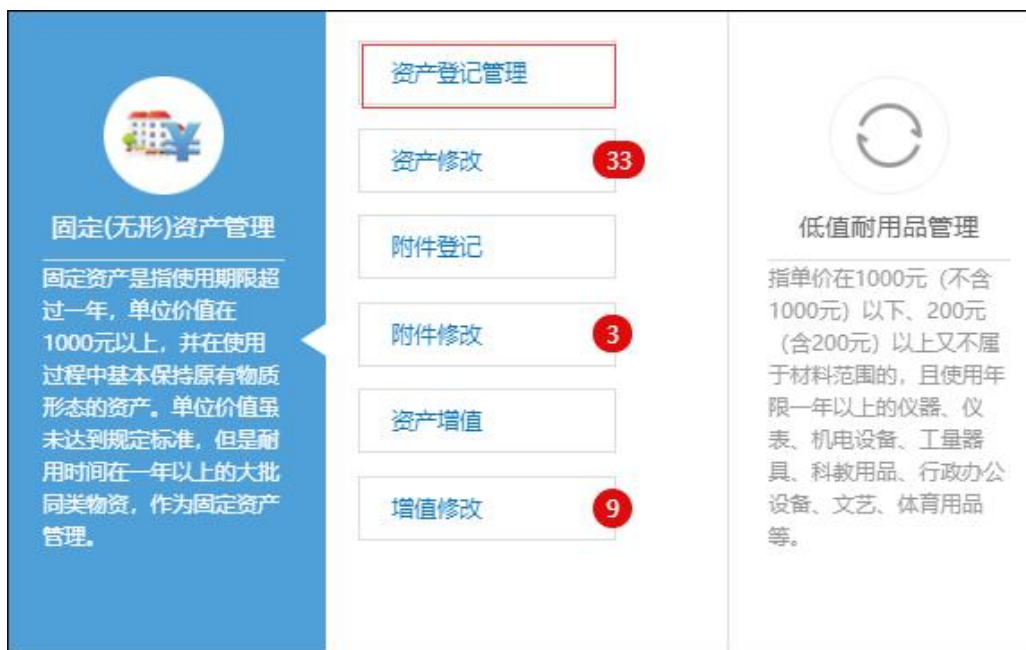 固定(无形)资产管理
固定资产是指使用期限超
过一年，单位价值在
1000元以上，并在使用
过程中基本保持原有物质
形态的资产。单位价值虽
未达到规定标准，但是耐
用时间在一年以上的大批
同类物资，作为固定资产
管理。
资产登记管理
资产修改
33
附件登记
附件修改
3
资产增值
增值修改
9
低值耐用品管理
指单价在1000元（不含
1000元）以下、200元
（含200元）以上又不属
于材料范围的，且使用年
限一年以上的仪器、仪
表、机电设备、工量器
具、科教用品、行政办公
设备、文艺、体育用品
等。